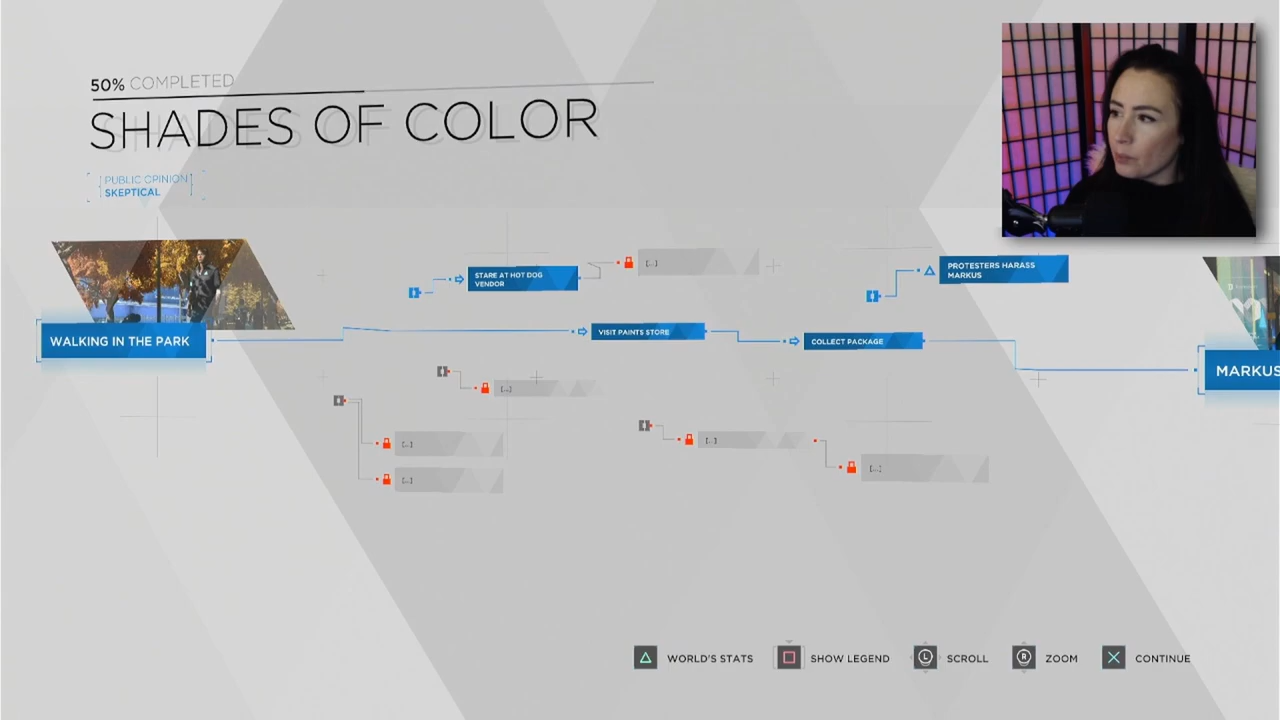 50% COMPLETED
SHADES OF COLOR
PUBLIC OPINION
SKEPTICAL
WALKING IN THE PARK
STARE AT HOT DOG
VENDOR
[...]
PROTESTERS HARASS
MARKUS
VISIT PAINTS STORE
COLLECT PACKAGE
MARKUS
[...]
[...]
[...]
[...]
[...]
WORLD'S STATS
SHOW LEGEND
L
SCROLL
R
ZOOM
CONTINUE